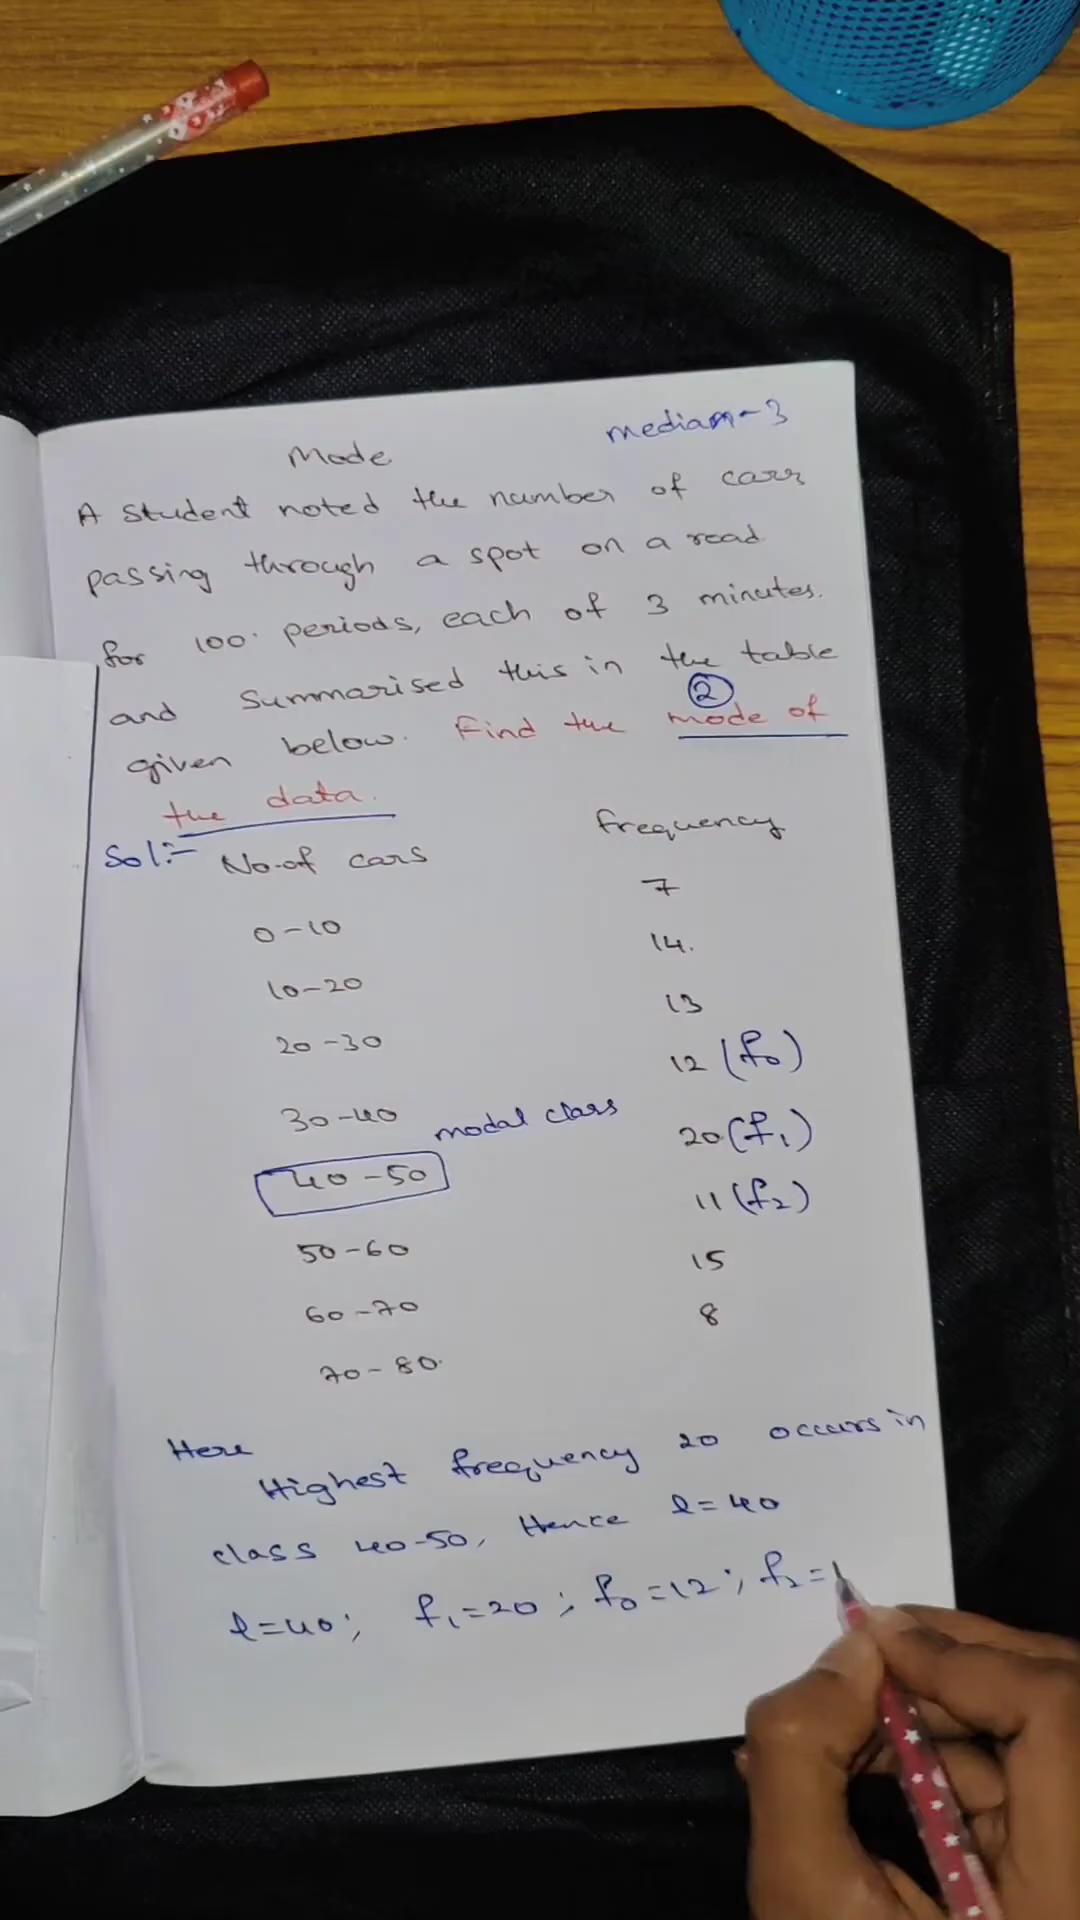 Mode
median-3
A student noted the number of cars
passing through a spot on a road
for 100. periods, each of 3 minutes.
and summarised this in the table
②
given below. Find the mode of
the data.
Sol:- No.of cars frequency
0-10 7
10-20 14.
20-30 13
30-40 12 (f₀)
modal class
40-50 20 (f₁)
50-60 11 (f₂)
60-70 15
70-80. 8
Here
Highest frequency 20 occurs in
class 40-50, Hence l=40
l=40; f₁=20; f₀=12; f₂=1